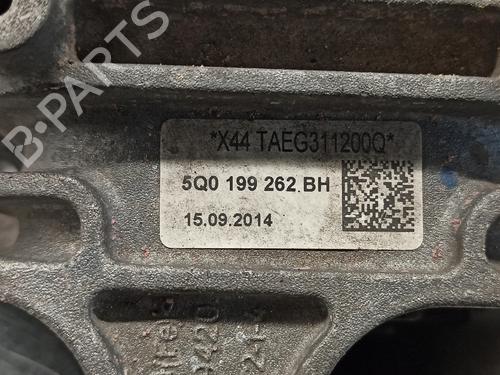 B-PARTS
*X44 TAEG311200Q*
5Q0 199 262 BH
15.09.2014